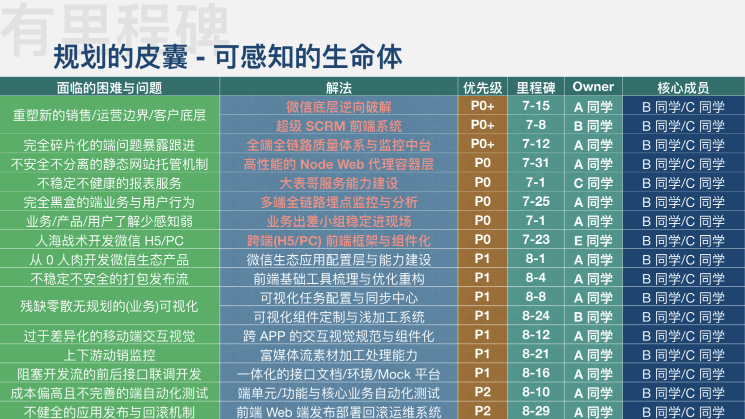 有里程碑
规划的皮囊 - 可感知的生命体
面临的困难与问题 解法 优先级 里程碑 Owner 核心成员
重塑新的销售/运营边界/客户底层 微信底层逆向破解 P0+ 7-15 A 同学 B 同学/C 同学
超级 SCRM 前端系统 P0+ 7-8 B 同学 B 同学/C 同学
完全碎片化的端问题暴露跟进 全端全链路质量体系与监控中台 P0+ 7-12 A 同学 B 同学/C 同学
不安全不分离的静态网站托管机制 高性能的 Node Web 代理容器层 P0 7-31 A 同学 B 同学/C 同学
不稳定不健康的报表服务 大表哥服务能力建设 P0 7-1 C 同学 B 同学/C 同学
完全黑盒的端业务与用户行为 多端全链路埋点监控与分析 P0 7-25 A 同学 B 同学/C 同学
业务/产品/用户了解少感知弱 业务出差小组稳定进现场 P0 7-1 A 同学 B 同学/C 同学
人海战术开发微信 H5/PC 跨端(H5/PC) 前端框架与组件化 P0 7-23 E 同学 B 同学/C 同学
从 0 人肉开发微信生态产品 微信生态应用配置层与能力建设 P1 8-1 A 同学 B 同学/C 同学
不稳定不安全的打包发布流 前端基础工具梳理与优化重构 P1 8-4 A 同学 B 同学/C 同学
残缺零散无规划的(业务)可视化 可视化任务配置与同步中心 P1 8-8 A 同学 B 同学/C 同学
可视化组件定制与浅加工系统 P1 8-24 B 同学 B 同学/C 同学
过于差异化的移动端交互视觉 跨 APP 的交互视觉规范与组件化 P1 8-12 A 同学 B 同学/C 同学
上下游动销监控 富媒体流素材加工处理能力 P1 8-21 A 同学 B 同学/C 同学
阻塞开发流的前后接口联调开发 一体化的接口文档/环境/Mock 平台 P1 8-16 A 同学 B 同学/C 同学
成本偏高且不完善的端自动化测试 端单元/功能与核心业务自动化测试 P2 8-10 A 同学 B 同学/C 同学
不健全的应用发布与回滚机制 前端 Web 端发布部署回滚运维系统 P2 8-29 A 同学 B 同学/C 同学